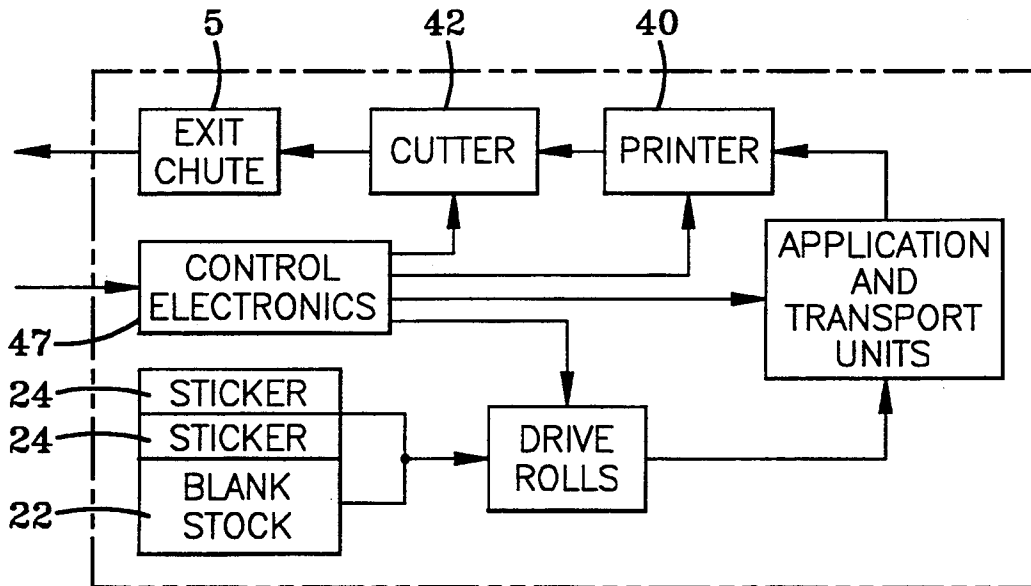 5
42
40
EXIT
CHUTE
CUTTER
PRINTER
CONTROL
ELECTRONICS
APPLICATION
AND
TRANSPORT
UNITS
47
24
STICKER
24
STICKER
22
BLANK
STOCK
DRIVE
ROLLS